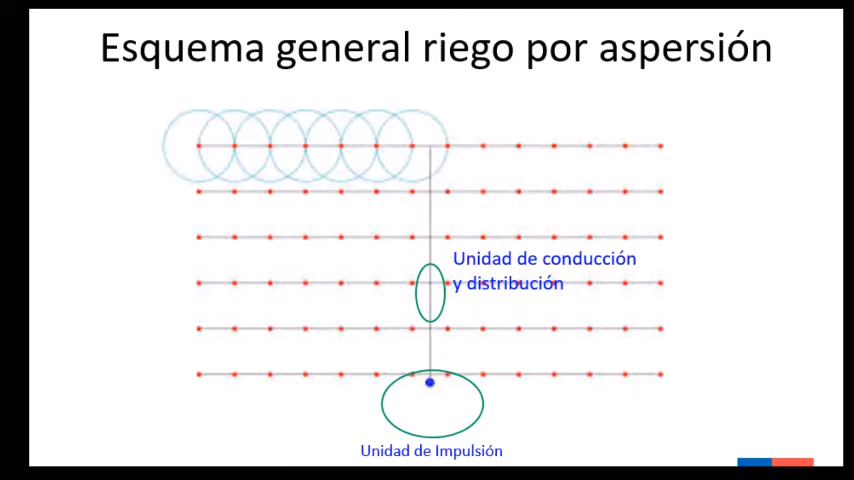 Esquema general riego por aspersión
Unidad de conducción
y distribución
Unidad de Impulsión